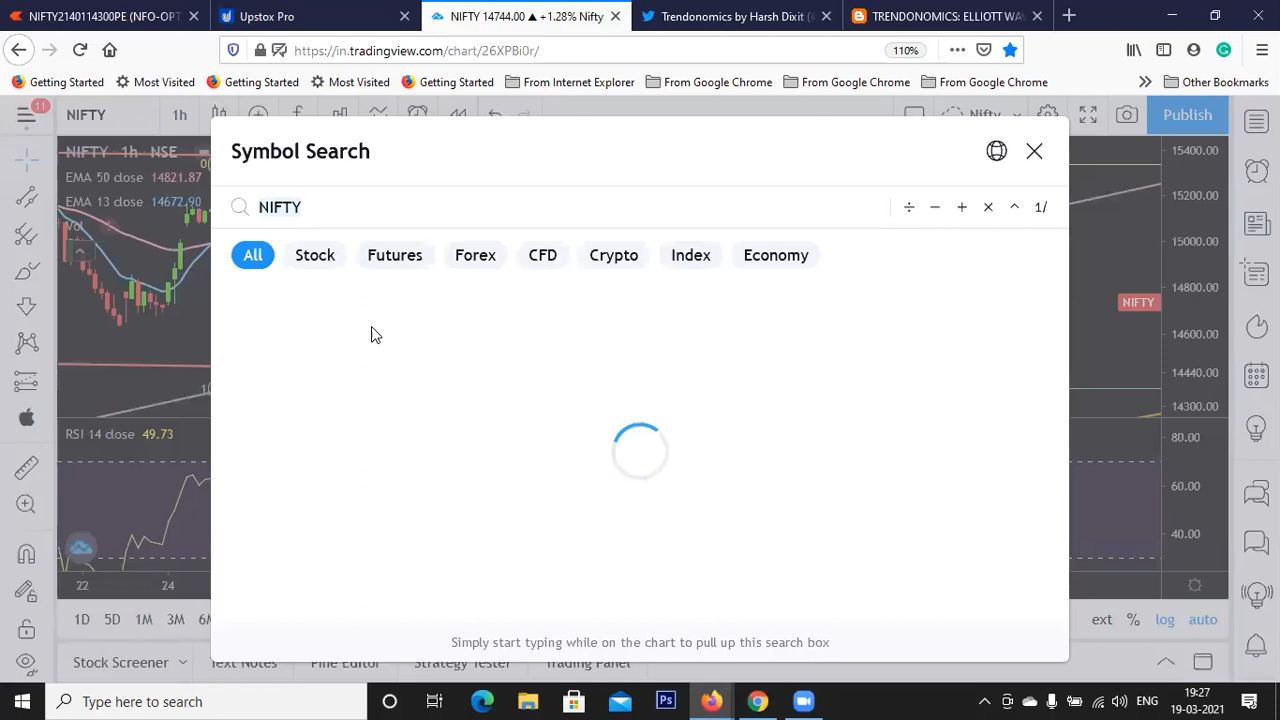 NIFTY2140114300PE (NFO-OPT
Upstox Pro
NIFTY 14744.00 ▲ +1.28% Nifty
Trendonomics by Harsh Dixit (
TRENDONOMICS: ELLIOTT WA
https://in.tradingview.com/chart/26XPBi0r/
110%
Getting Started
Most Visited
Getting Started
Most Visited
Getting Started
From Internet Explorer
From Google Chrome
From Google Chrome
From Google Chrome
Other Bookmarks
11
NIFTY
1h
Nifty
Publish
Symbol Search
NIFTY · 1h · NSE
EMA 50 close 14821.87
EMA 13 close 14672.90
Vol
NIFTY
÷ − + × ^ 1/
All
Stock
Futures
Forex
CFD
Crypto
Index
Economy
15400.00
15200.00
15000.00
14800.00
NIFTY
14600.00
14440.00
14300.00
RSI 14 close 49.73
80.00
60.00
40.00
22
24
1D
5D
1M
3M
ext
%
log
auto
Simply start typing while on the chart to pull up this search box
Stock Screener
Text Notes
Pine Editor
Strategy Tester
Trading Panel
Type here to search
Ps
ENG
19:27
19-03-2021